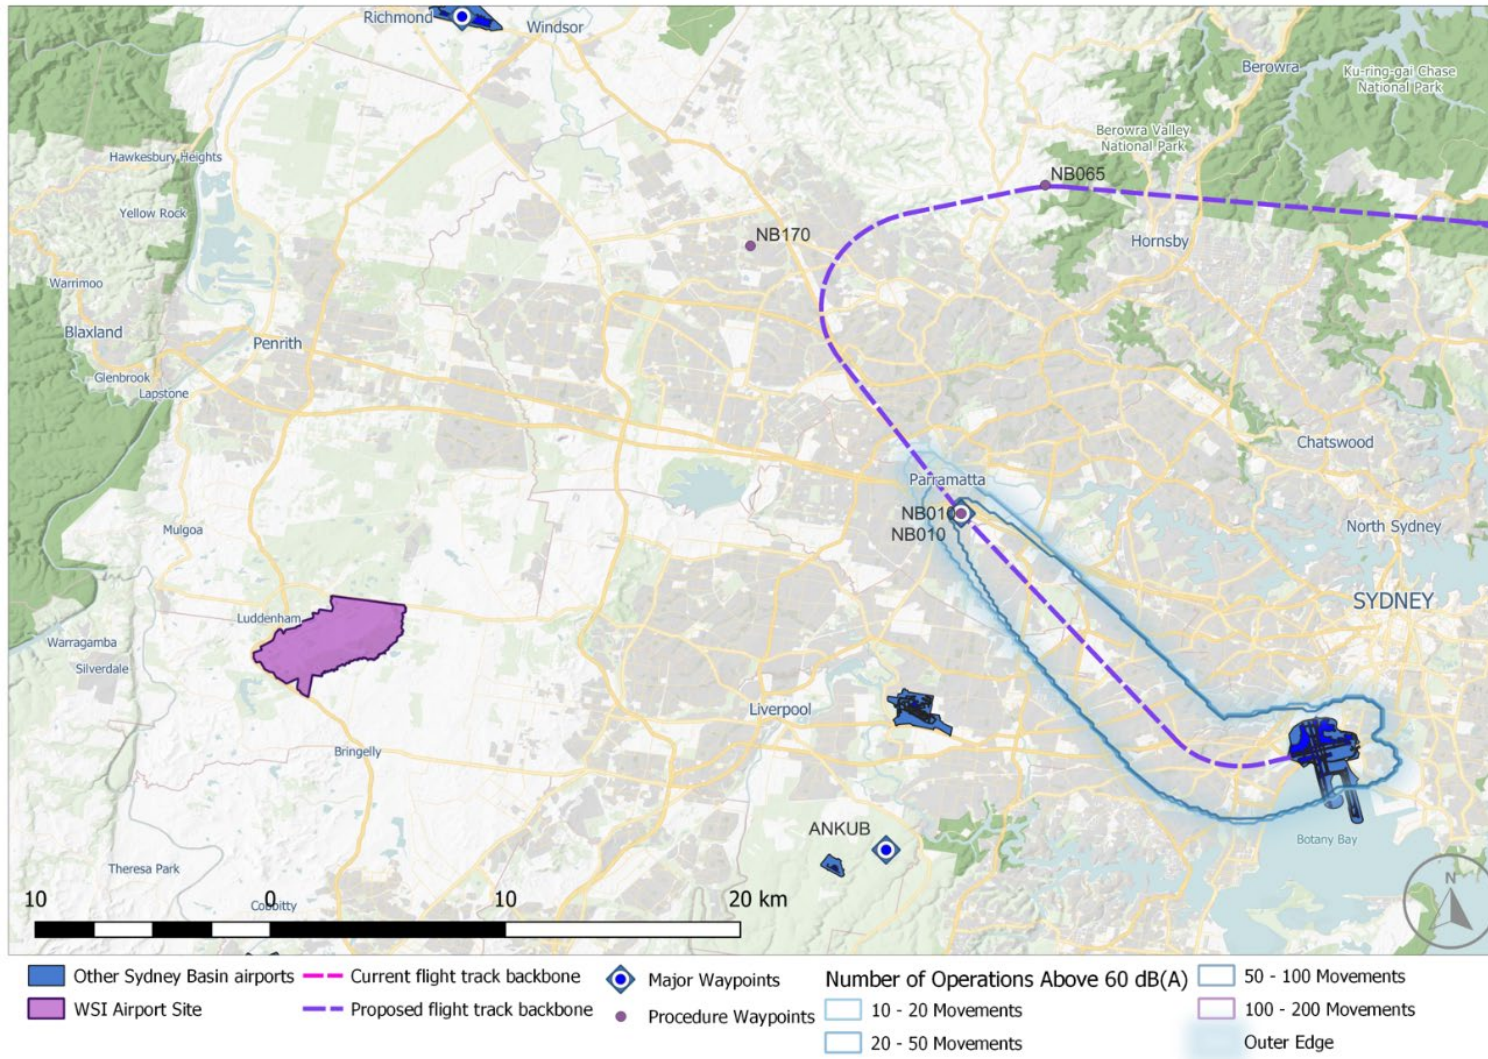 Richmond
Windsor
Berowra
Ku-ring-gai Chase
National Park
Berowra Valley
National Park
Hawkesbury Heights
NB065
Yellow Rock
NB170
Hornsby
Warrimoo
Blaxland
Penrith
Glenbrook
Lapstone
Chatswood
Parramatta
NB010
NB010
Mulgoa
North Sydney
SYDNEY
Luddenham
Warragamba
Silverdale
Liverpool
Bringelly
ANKUB
Botany Bay
Theresa Park
N
10 0 10 20 km
Cobbitty
Other Sydney Basin airports
WSI Airport Site
Current flight track backbone
Proposed flight track backbone
Major Waypoints
Procedure Waypoints
Number of Operations Above 60 dB(A)
10 - 20 Movements
20 - 50 Movements
50 - 100 Movements
100 - 200 Movements
Outer Edge